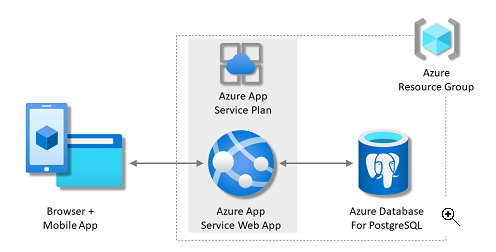 Azure
Resource Group
Azure App
Service Plan
Browser +
Mobile App
Azure App
Service Web App
Azure Database
For PostgreSQL